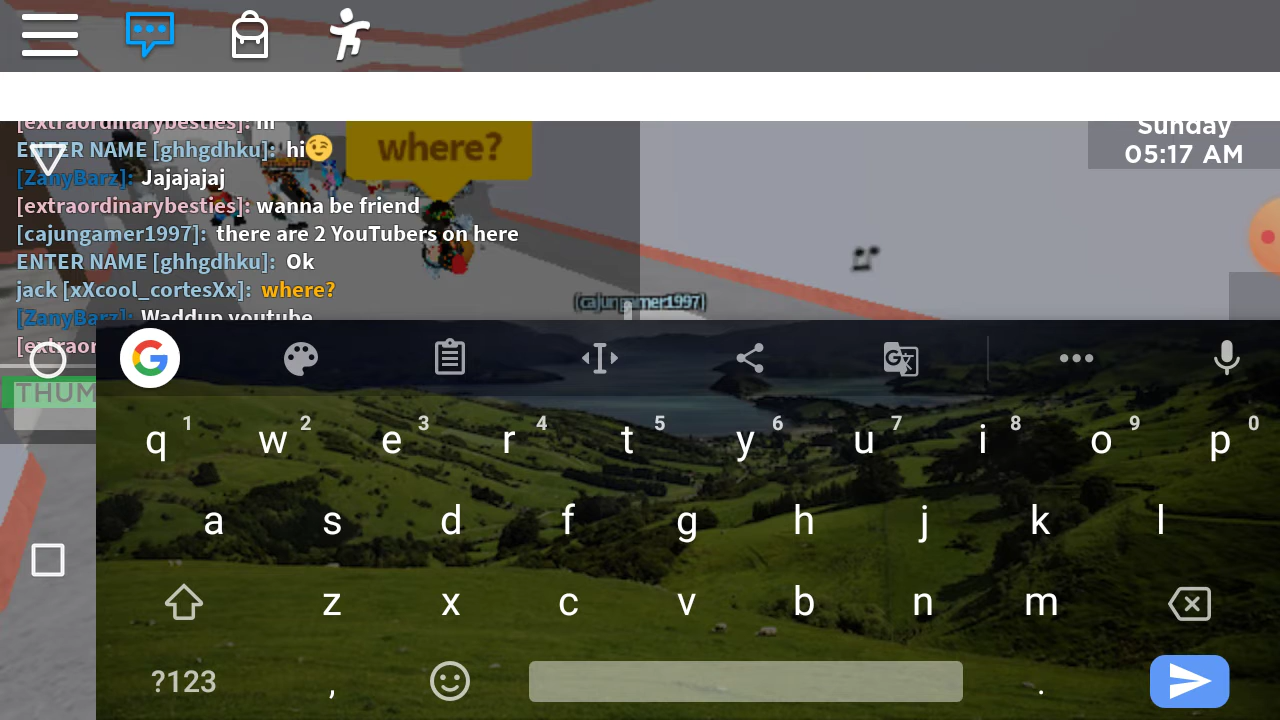 [extraordinarybesties]: hi
ENTER NAME [ghhgdhku]: hi😉
[ZanyBarz]: Jajajajaj
[extraordinarybesties]: wanna be friend
[cajungamer1997]: there are 2 YouTubers on here
ENTER NAME [ghhgdhku]: Ok
jack [xXcool_cortesXx]: where?
[ZanyBarz]: Waddup youtube
[extraor
THUM
where?
Sunday
05:17 AM
(cajungamer1997)
G
q 1 w 2 e 3 r 4 t 5 y 6 u 7 i 8 o 9 p 0
a s d f g h j k l
z x c v b n m
?123 , .